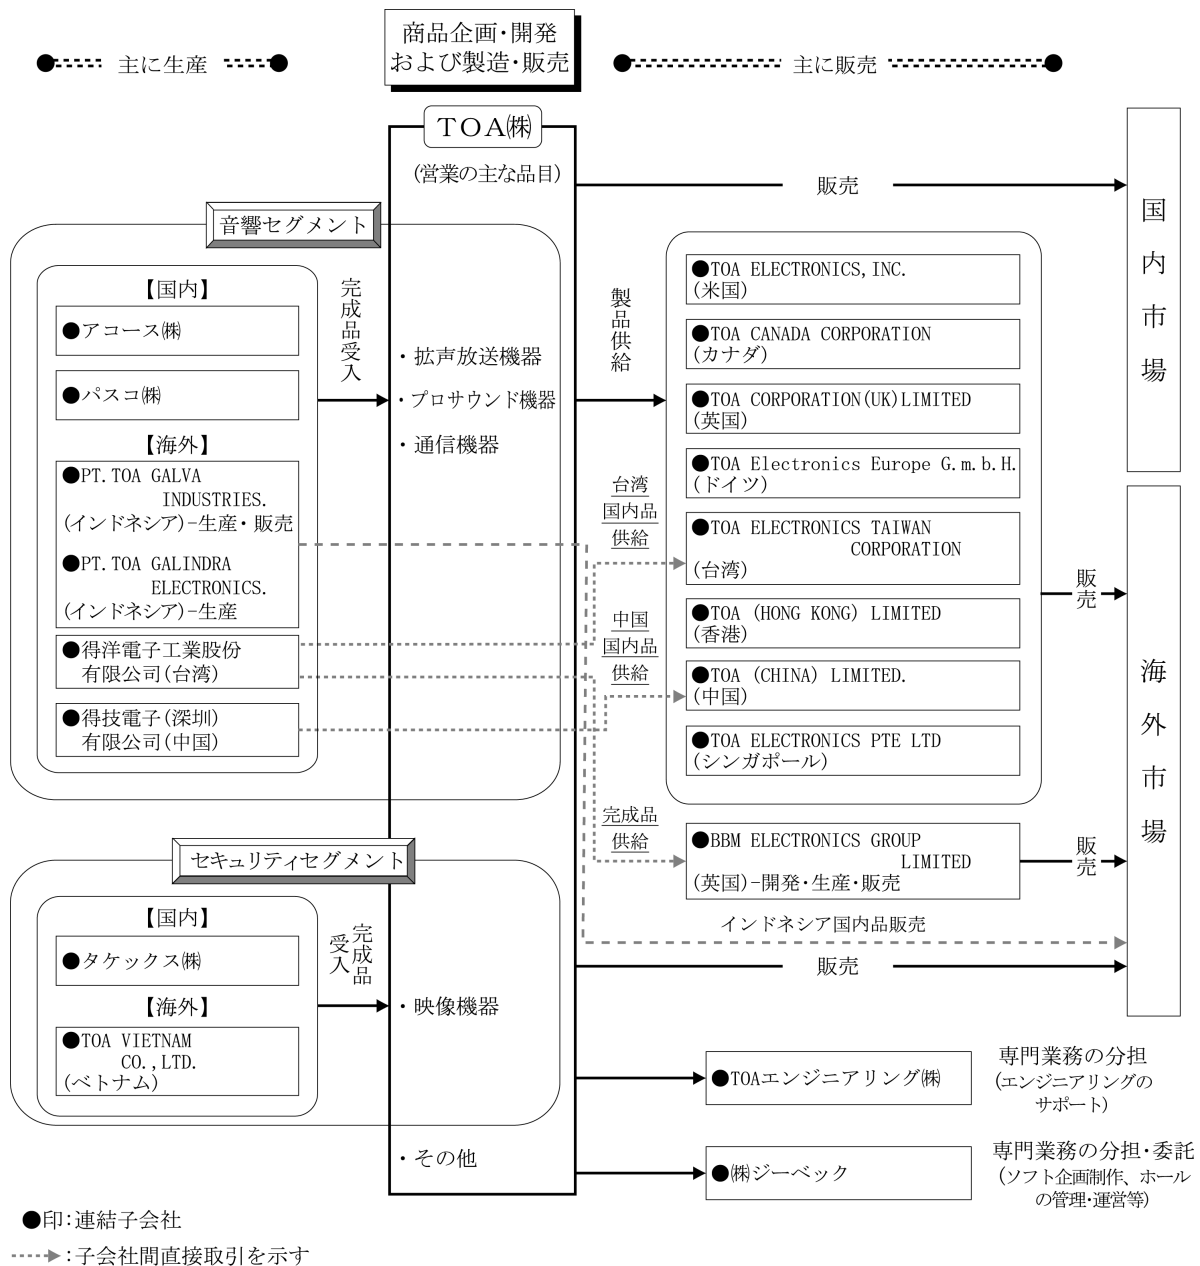 商品企画・開発
および製造・販売
主に生産
主に販売
TOA㈱
(営業の主な品目)
販売
国内市場
音響セグメント
【国内】
●アコース㈱
●パスコ㈱
【海外】
●PT.TOA GALVA
INDUSTRIES.
(インドネシア)−生産・販売
●PT.TOA GALINDRA
ELECTRONICS.
(インドネシア)−生産
●得洋電子工業股份
有限公司(台湾)
●得技電子(深圳)
有限公司(中国)
完成品受入
・拡声放送機器
・プロサウンド機器
・通信機器
製品供給
台湾
国内品
供給
中国
国内品
供給
完成品
供給
●TOA ELECTRONICS,INC.
(米国)
●TOA CANADA CORPORATION
(カナダ)
●TOA CORPORATION(UK)LIMITED
(英国)
●TOA Electronics Europe G.m.b.H.
(ドイツ)
●TOA ELECTRONICS TAIWAN
CORPORATION
(台湾)
●TOA (HONG KONG) LIMITED
(香港)
●TOA (CHINA) LIMITED.
(中国)
●TOA ELECTRONICS PTE LTD
(シンガポール)
販売
海外市場
●BBM ELECTRONICS GROUP
LIMITED
(英国)−開発・生産・販売
販売
インドネシア国内品販売
販売
セキュリティセグメント
【国内】
●タケックス㈱
【海外】
●TOA VIETNAM
CO.,LTD.
(ベトナム)
完成品
受入
・映像機器
●TOAエンジニアリング㈱
専門業務の分担
(エンジニアリングの
サポート)
・その他
●㈱ジーベック
専門業務の分担・委託
(ソフト企画制作、ホール
の管理・運営等)
●印：連結子会社
：子会社間直接取引を示す